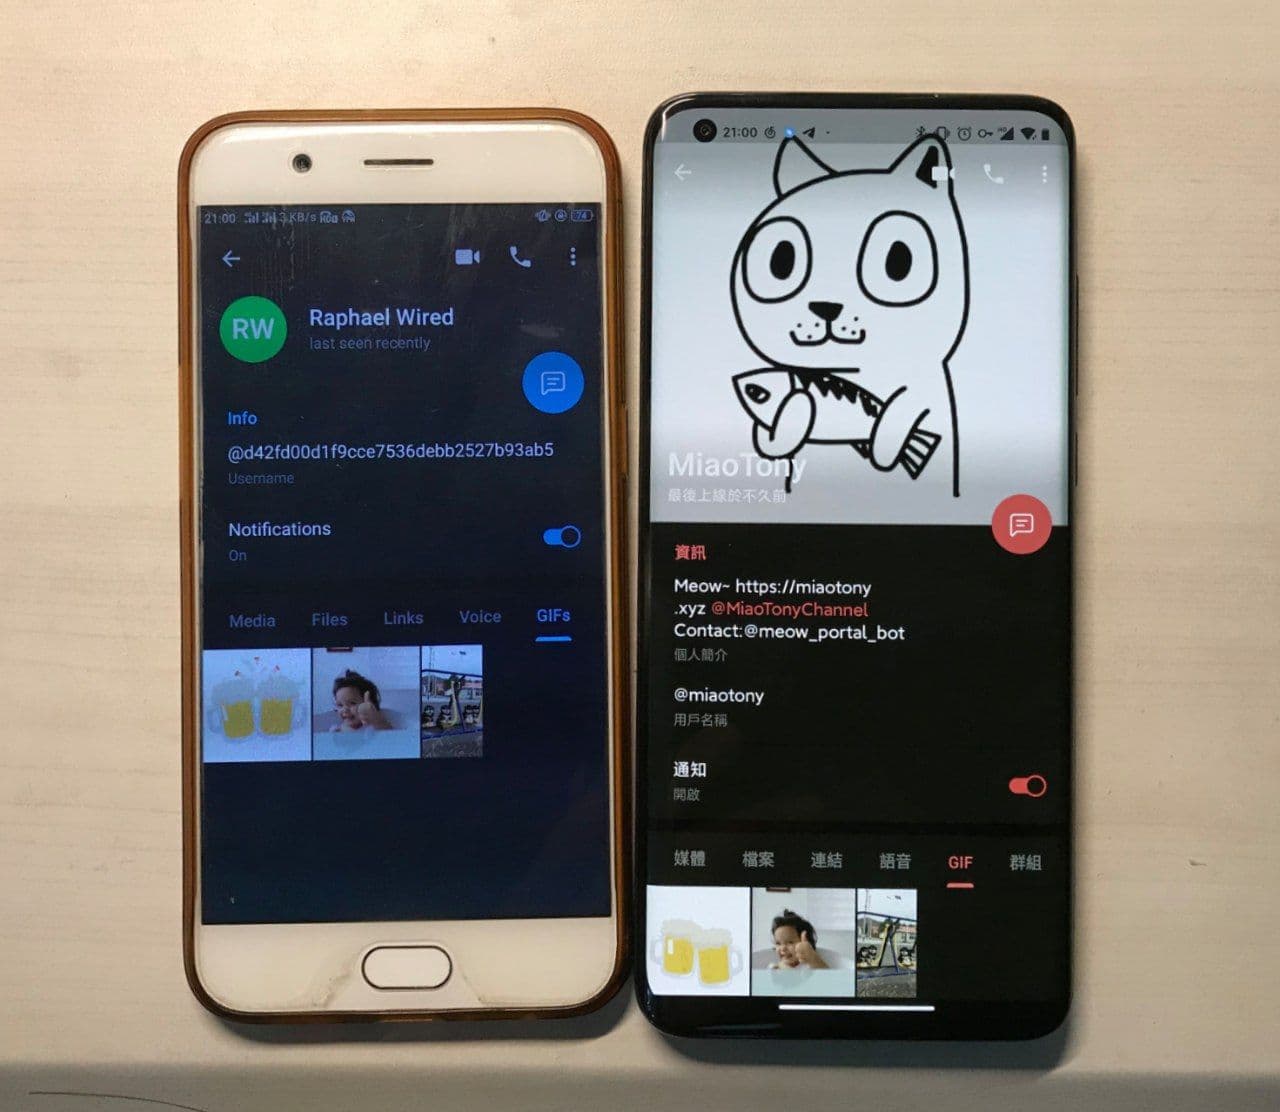 21:00 3 KB/s
74
RW
Raphael Wired
last seen recently
Info
@d42fd00d1f9cce7536debb2527b93ab5
Username
Notifications
On
Media Files Links Voice GIFs
21:00
HD
MiaoTony
最後上線於不久前
資訊
Meow~ https://miaotony
.xyz @MiaoTonyChannel
Contact:@meow_portal_bot
個人簡介
@miaotony
用戶名稱
通知
開啟
媒體 檔案 連結 語音 GIF 群組